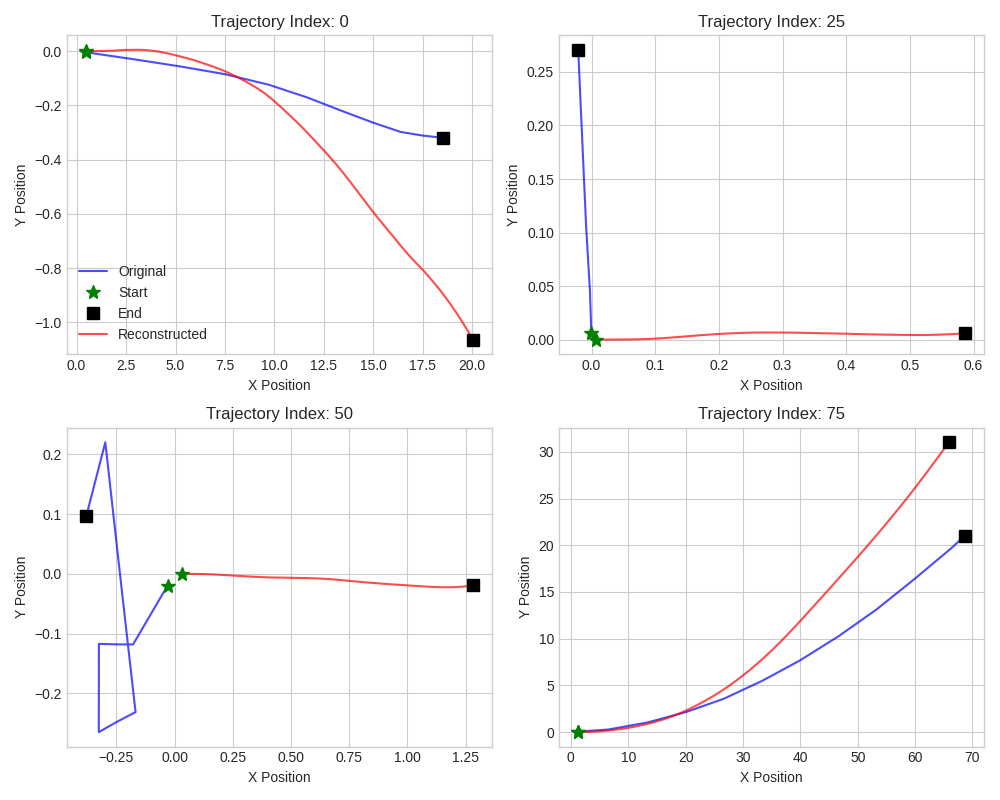 Trajectory Index: 0
0.0
−0.2
−0.4
−0.6
−0.8
−1.0
Y Position
Original
Start
End
Reconstructed
0.0 2.5 5.0 7.5 10.0 12.5 15.0 17.5 20.0
X Position
Trajectory Index: 25
0.25
0.20
0.15
0.10
0.05
0.00
Y Position
0.0 0.1 0.2 0.3 0.4 0.5 0.6
X Position
Trajectory Index: 50
0.2
0.1
0.0
−0.1
−0.2
Y Position
−0.25 0.00 0.25 0.50 0.75 1.00 1.25
X Position
Trajectory Index: 75
30
25
20
15
10
5
0
Y Position
0 10 20 30 40 50 60 70
X Position